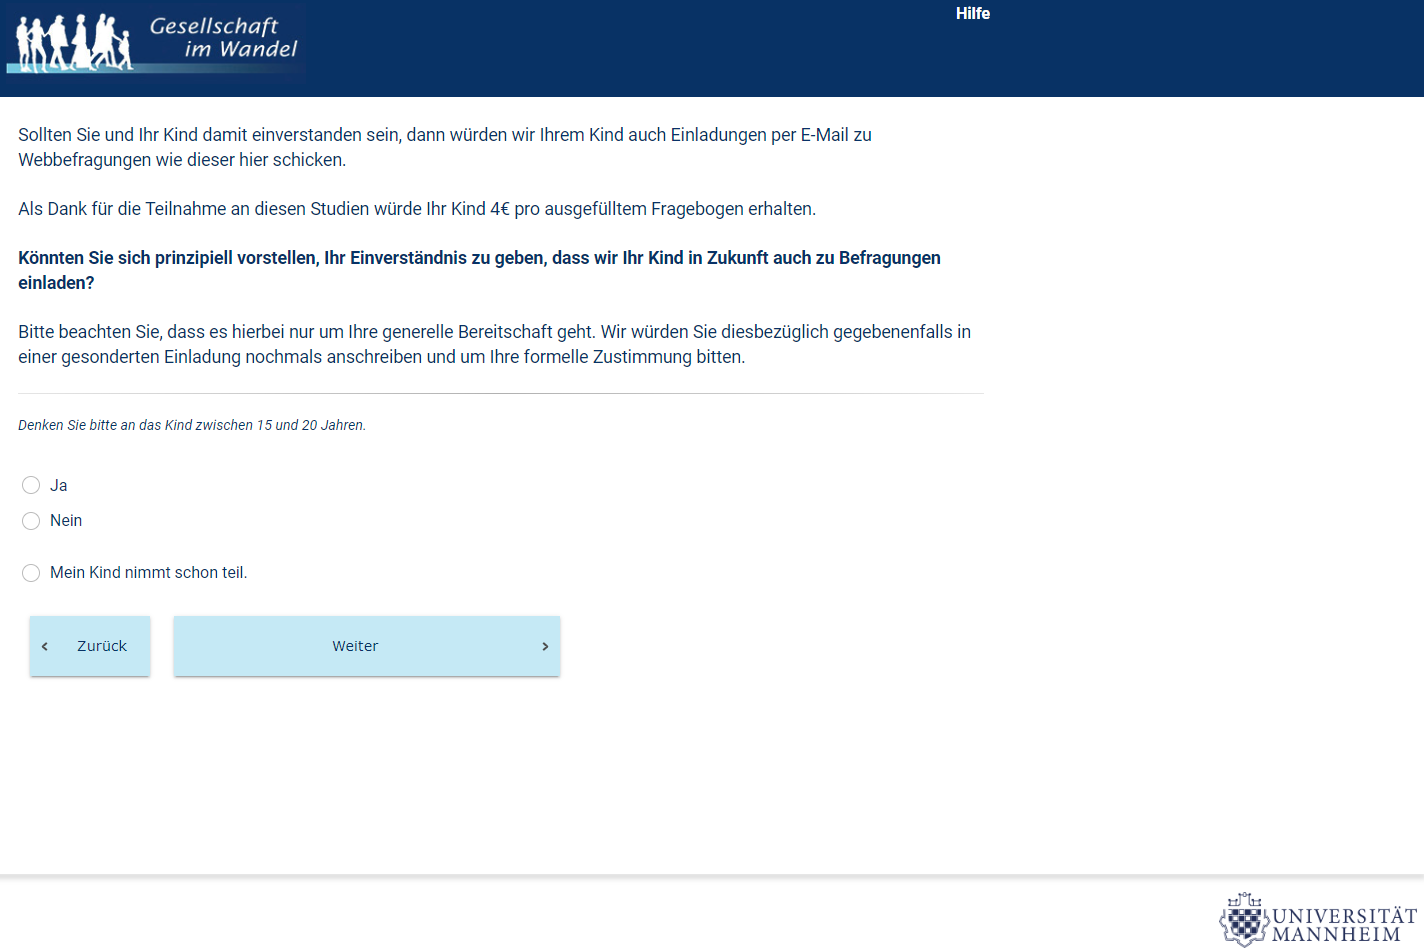 Gesellschaft
im Wandel
Hilfe
Sollten Sie und Ihr Kind damit einverstanden sein, dann würden wir Ihrem Kind auch Einladungen per E-Mail zu
Webbefragungen wie dieser hier schicken.
Als Dank für die Teilnahme an diesen Studien würde Ihr Kind 4€ pro ausgefülltem Fragebogen erhalten.
Könnten Sie sich prinzipiell vorstellen, Ihr Einverständnis zu geben, dass wir Ihr Kind in Zukunft auch zu Befragungen
einladen?
Bitte beachten Sie, dass es hierbei nur um Ihre generelle Bereitschaft geht. Wir würden Sie diesbezüglich gegebenenfalls in
einer gesonderten Einladung nochmals anschreiben und um Ihre formelle Zustimmung bitten.
Denken Sie bitte an das Kind zwischen 15 und 20 Jahren.
Ja
Nein
Mein Kind nimmt schon teil.
‹ Zurück
Weiter ›
UNIVERSITÄT
MANNHEIM